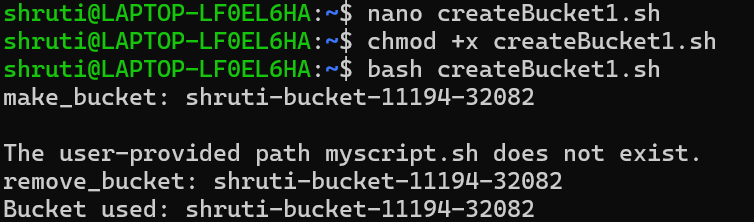 shruti@LAPTOP-LF0EL6HA:~$ nano createBucket1.sh
shruti@LAPTOP-LF0EL6HA:~$ chmod +x createBucket1.sh
shruti@LAPTOP-LF0EL6HA:~$ bash createBucket1.sh
make_bucket: shruti-bucket-11194-32082
The user-provided path myscript.sh does not exist.
remove_bucket: shruti-bucket-11194-32082
Bucket used: shruti-bucket-11194-32082